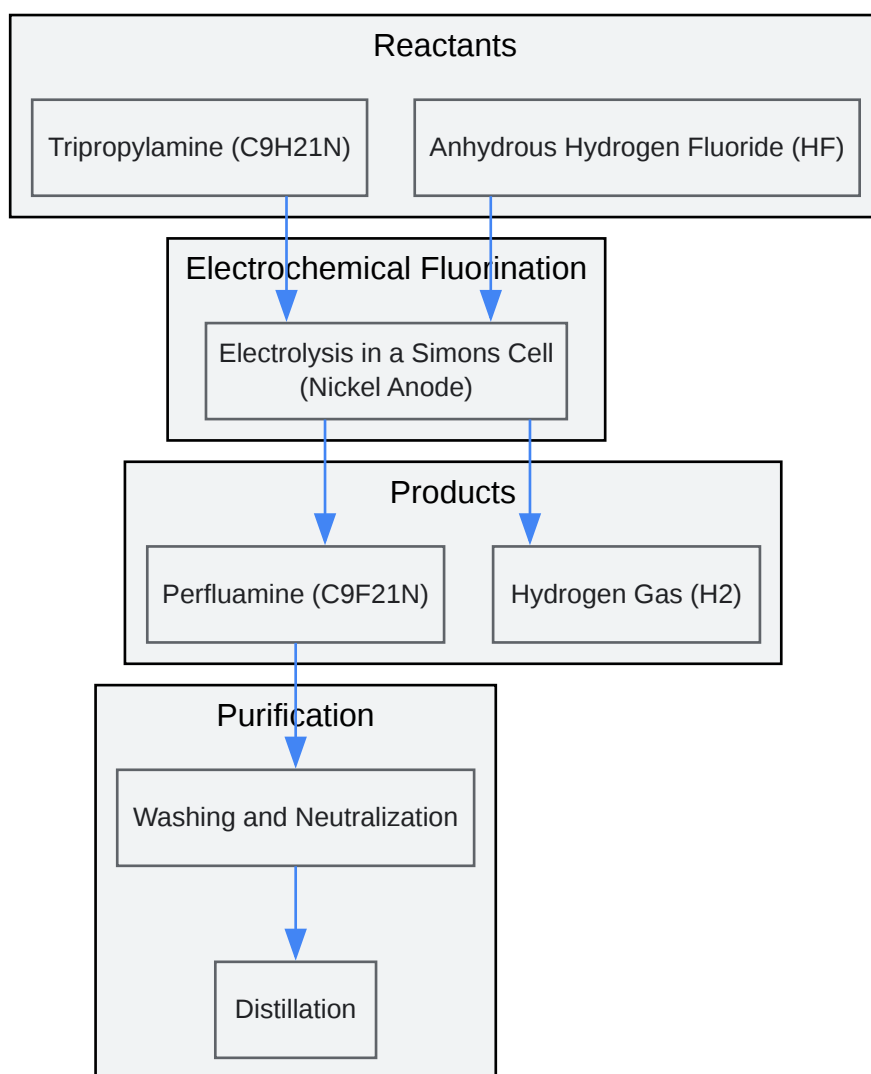 Reactants
Tripropylamine (C9H21N)
Anhydrous Hydrogen Fluoride (HF)
Electrochemical Fluorination
Electrolysis in a Simons Cell
(Nickel Anode)
Products
Perfluamine (C9F21N)
Hydrogen Gas (H2)
Purification
Washing and Neutralization
Distillation